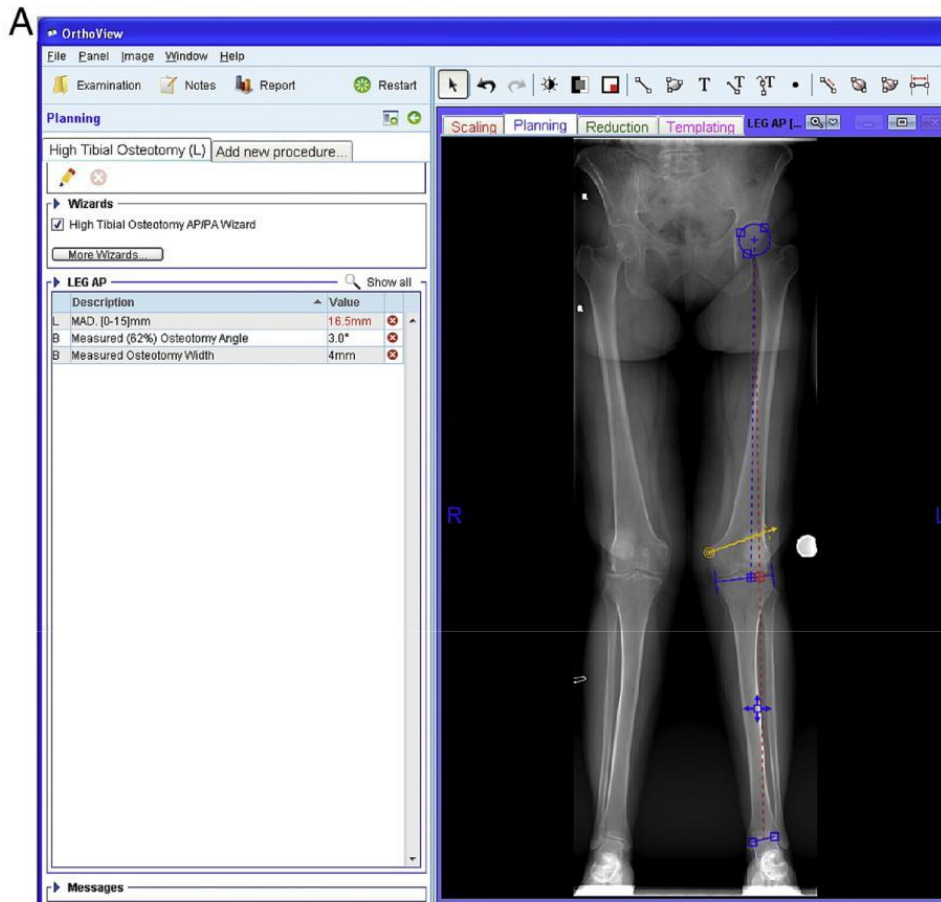 A
OrthoView
File Panel Image Window Help
Examination Notes Report Restart
Planning
High Tibial Osteotomy (L) Add new procedure...
Wizards
High Tibial Osteotomy AP/PA Wizard
More Wizards...
LEG AP Show all
Description Value
L MAD. [0-15]mm 16.5mm
B Measured (62%) Osteotomy Angle 3.0°
B Measured Osteotomy Width 4mm
Messages
T T T
Scaling Planning Reduction Templating LEG AP [...
R
R
R L